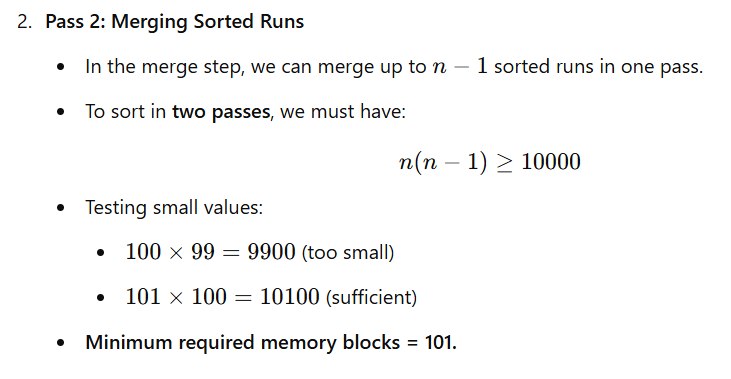 2. Pass 2: Merging Sorted Runs
• In the merge step, we can merge up to n − 1 sorted runs in one pass.
• To sort in two passes, we must have:
n(n − 1) ≥ 10000
• Testing small values:
• 100 × 99 = 9900 (too small)
• 101 × 100 = 10100 (sufficient)
• Minimum required memory blocks = 101.